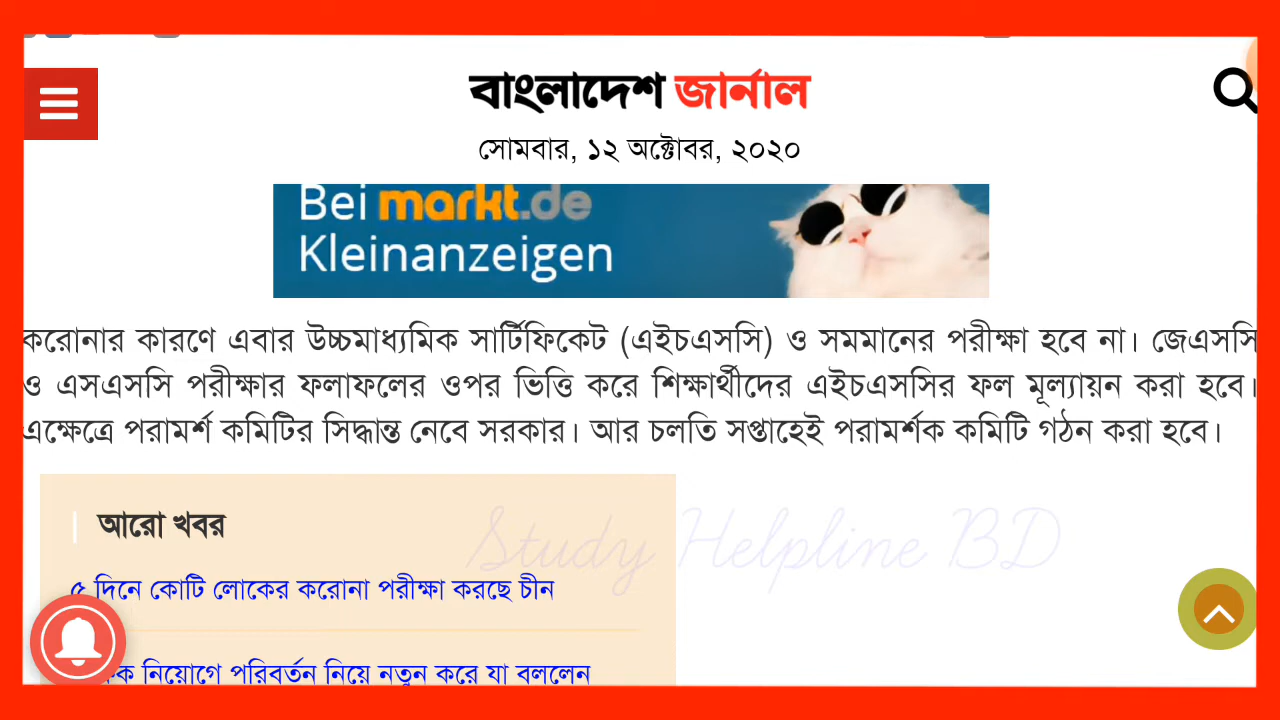 বাংলাদেশ জার্নাল
সোমবার, ১২ অক্টোবর, ২০২০
Bei markt.de
Kleinanzeigen
করোনার কারণে এবার উচ্চমাধ্যমিক সার্টিফিকেট (এইচএসসি) ও সমমানের পরীক্ষা হবে না। জেএসসি
ও এসএসসি পরীক্ষার ফলাফলের ওপর ভিত্তি করে শিক্ষার্থীদের এইচএসসির ফল মূল্যায়ন করা হবে।
এক্ষেত্রে পরামর্শ কমিটির সিদ্ধান্ত নেবে সরকার। আর চলতি সপ্তাহেই পরামর্শক কমিটি গঠন করা হবে।
আরো খবর
Study Helpline BD
৫ দিনে কোটি লোকের করোনা পরীক্ষা করছে চীন
নিয়োগে পরিবর্তন নিয়ে নতুন করে যা বললেন